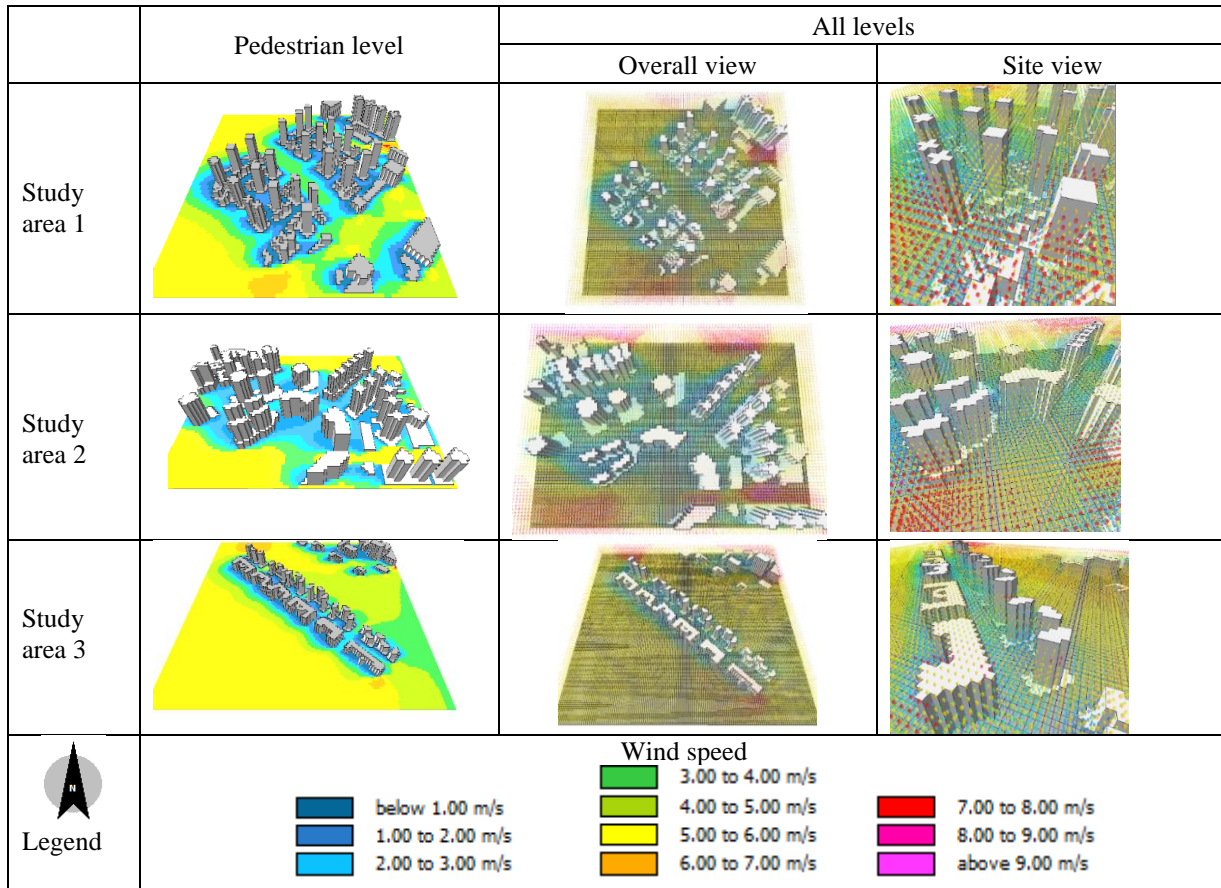 Pedestrian level
All levels
Overall view
Site view
Study
area 1
Study
area 2
Study
area 3
N
Legend
Wind speed
below 1.00 m/s
1.00 to 2.00 m/s
2.00 to 3.00 m/s
3.00 to 4.00 m/s
4.00 to 5.00 m/s
5.00 to 6.00 m/s
6.00 to 7.00 m/s
7.00 to 8.00 m/s
8.00 to 9.00 m/s
above 9.00 m/s